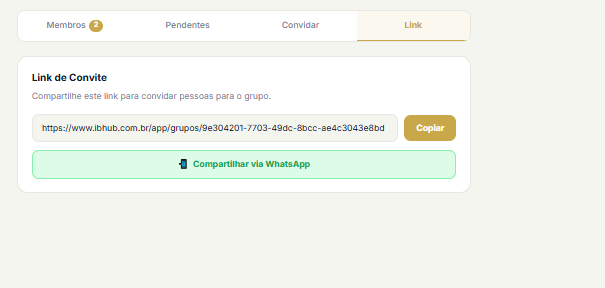 Membros 2 Pendentes Convidar Link
Link de Convite
Compartilhe este link para convidar pessoas para o grupo.
https://www.ibhub.com.br/app/grupos/9e304201-7703-49dc-8bcc-ae4c3043e8bd Copiar
Compartilhar via WhatsApp